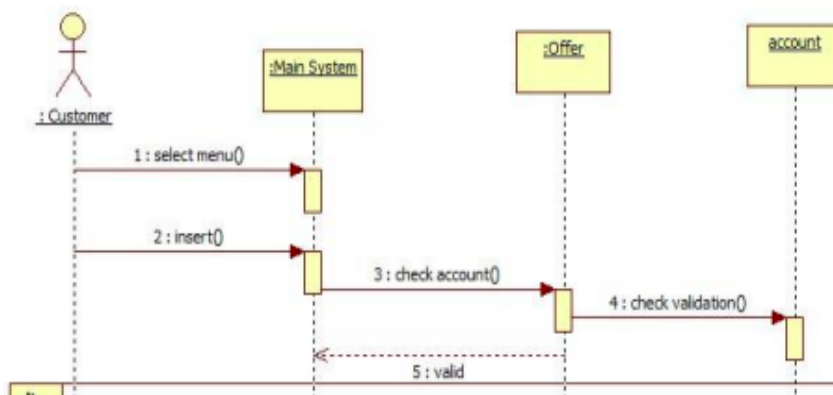 :Offer
account
:Main System
: Customer
1 : select menu()
2 : insert()
3 : check account()
4 : check validation()
5 : valid